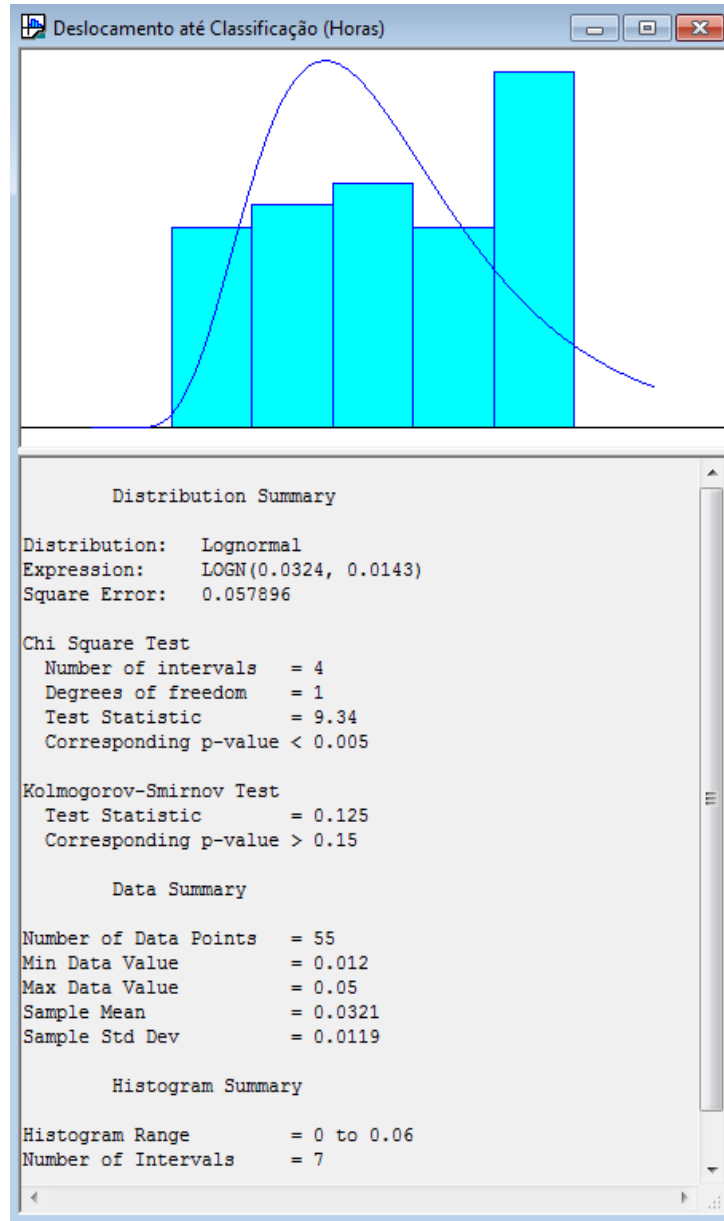 Deslocamento até Classificação (Horas)
Distribution Summary
Distribution: Lognormal
Expression: LOGN(0.0324, 0.0143)
Square Error: 0.057896
Chi Square Test
Number of intervals = 4
Degrees of freedom = 1
Test Statistic = 9.34
Corresponding p-value < 0.005
Kolmogorov-Smirnov Test
Test Statistic = 0.125
Corresponding p-value > 0.15
Data Summary
Number of Data Points = 55
Min Data Value = 0.012
Max Data Value = 0.05
Sample Mean = 0.0321
Sample Std Dev = 0.0119
Histogram Summary
Histogram Range = 0 to 0.06
Number of Intervals = 7